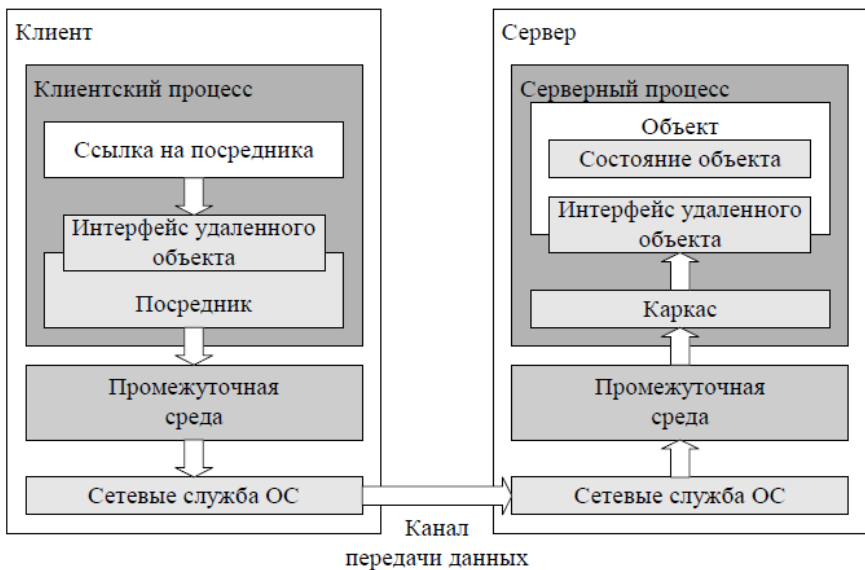 Клиент
Клиентский процесс
Ссылка на посредника
Интерфейс удаленного
объекта
Посредник
Промежуточная
среда
Сетевые служба ОС
Сервер
Серверный процесс
Объект
Состояние объекта
Интерфейс удаленного
объекта
Каркас
Промежуточная
среда
Сетевые служба ОС
Канал
передачи данных